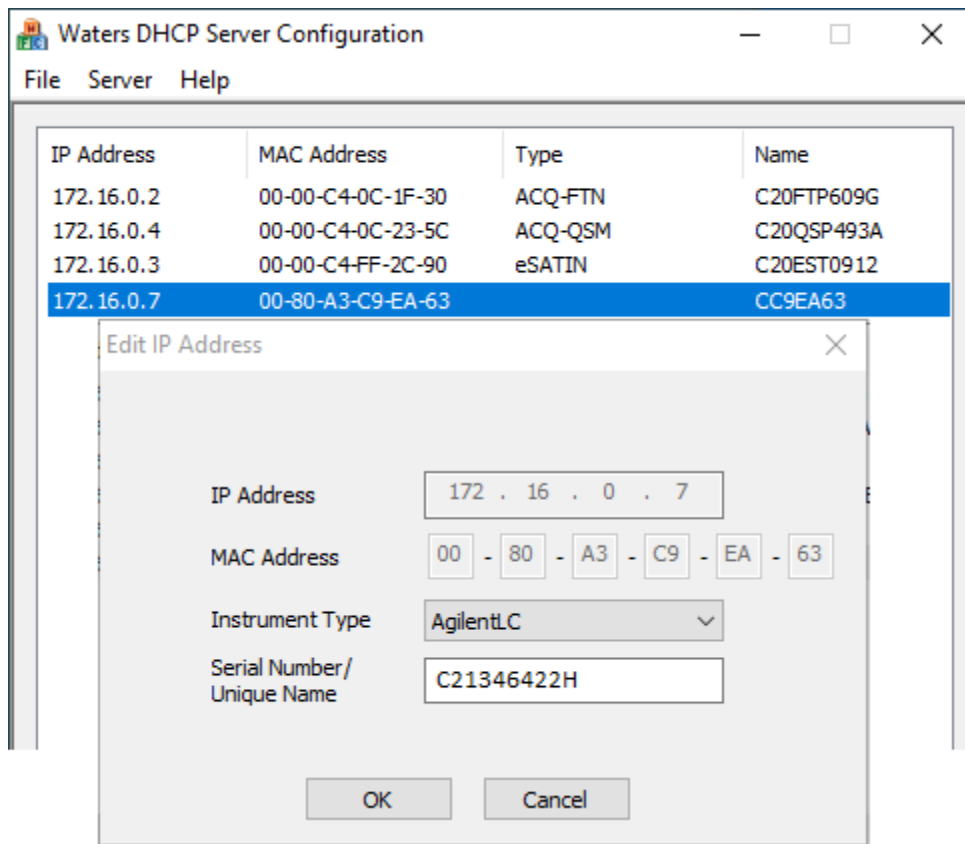 Waters DHCP Server Configuration
File Server Help
IP Address MAC Address Type Name
172.16.0.2 00-00-C4-0C-1F-30 ACQ-FTN C20FTP609G
172.16.0.4 00-00-C4-0C-23-5C ACQ-QSM C20QSP493A
172.16.0.3 00-00-C4-FF-2C-90 eSATIN C20EST0912
172.16.0.7 00-80-A3-C9-EA-63 CC9EA63
Edit IP Address
IP Address 172 . 16 . 0 . 7
MAC Address 00 - 80 - A3 - C9 - EA - 63
Instrument Type AgilentLC
Serial Number/
Unique Name C21346422H
OK Cancel